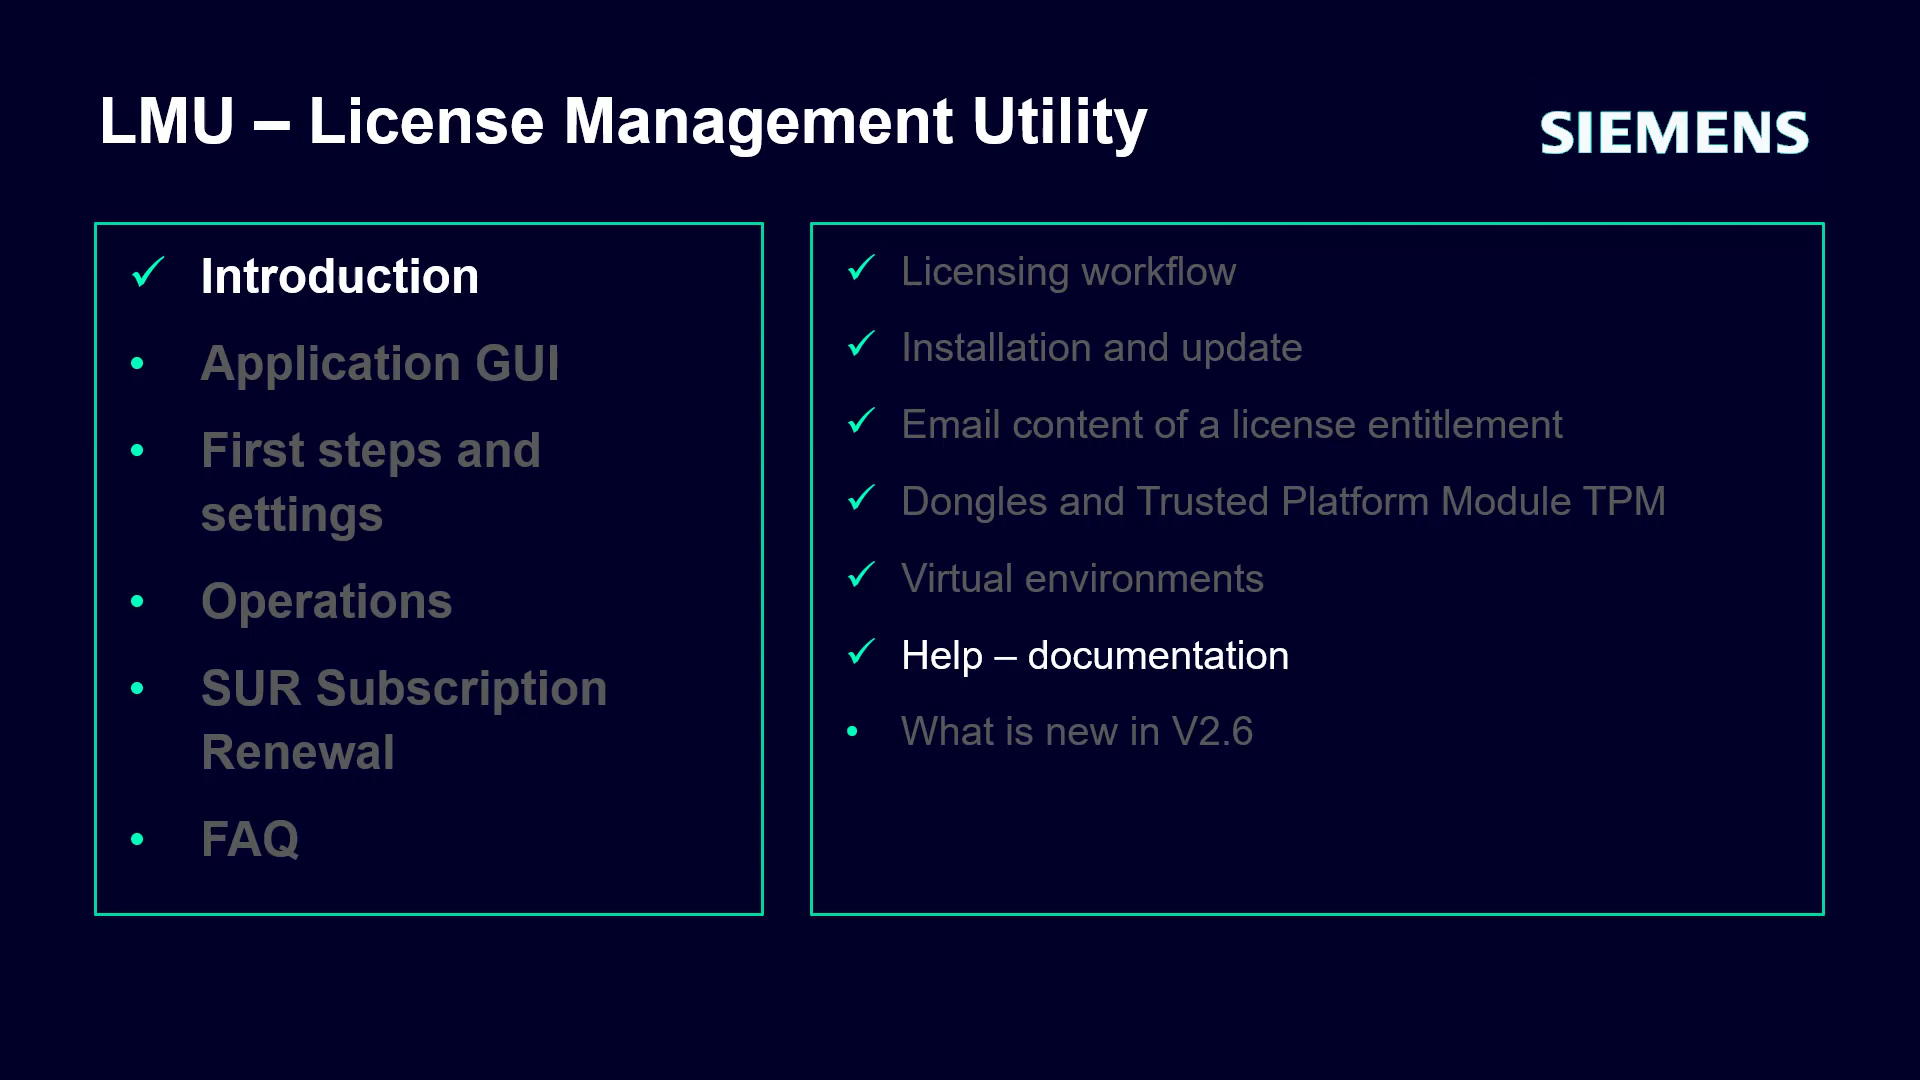 LMU – License Management Utility
SIEMENS
✓ Introduction
• Application GUI
• First steps and
settings
• Operations
• SUR Subscription
Renewal
• FAQ
✓ Licensing workflow
✓ Installation and update
✓ Email content of a license entitlement
✓ Dongles and Trusted Platform Module TPM
✓ Virtual environments
✓ Help – documentation
• What is new in V2.6